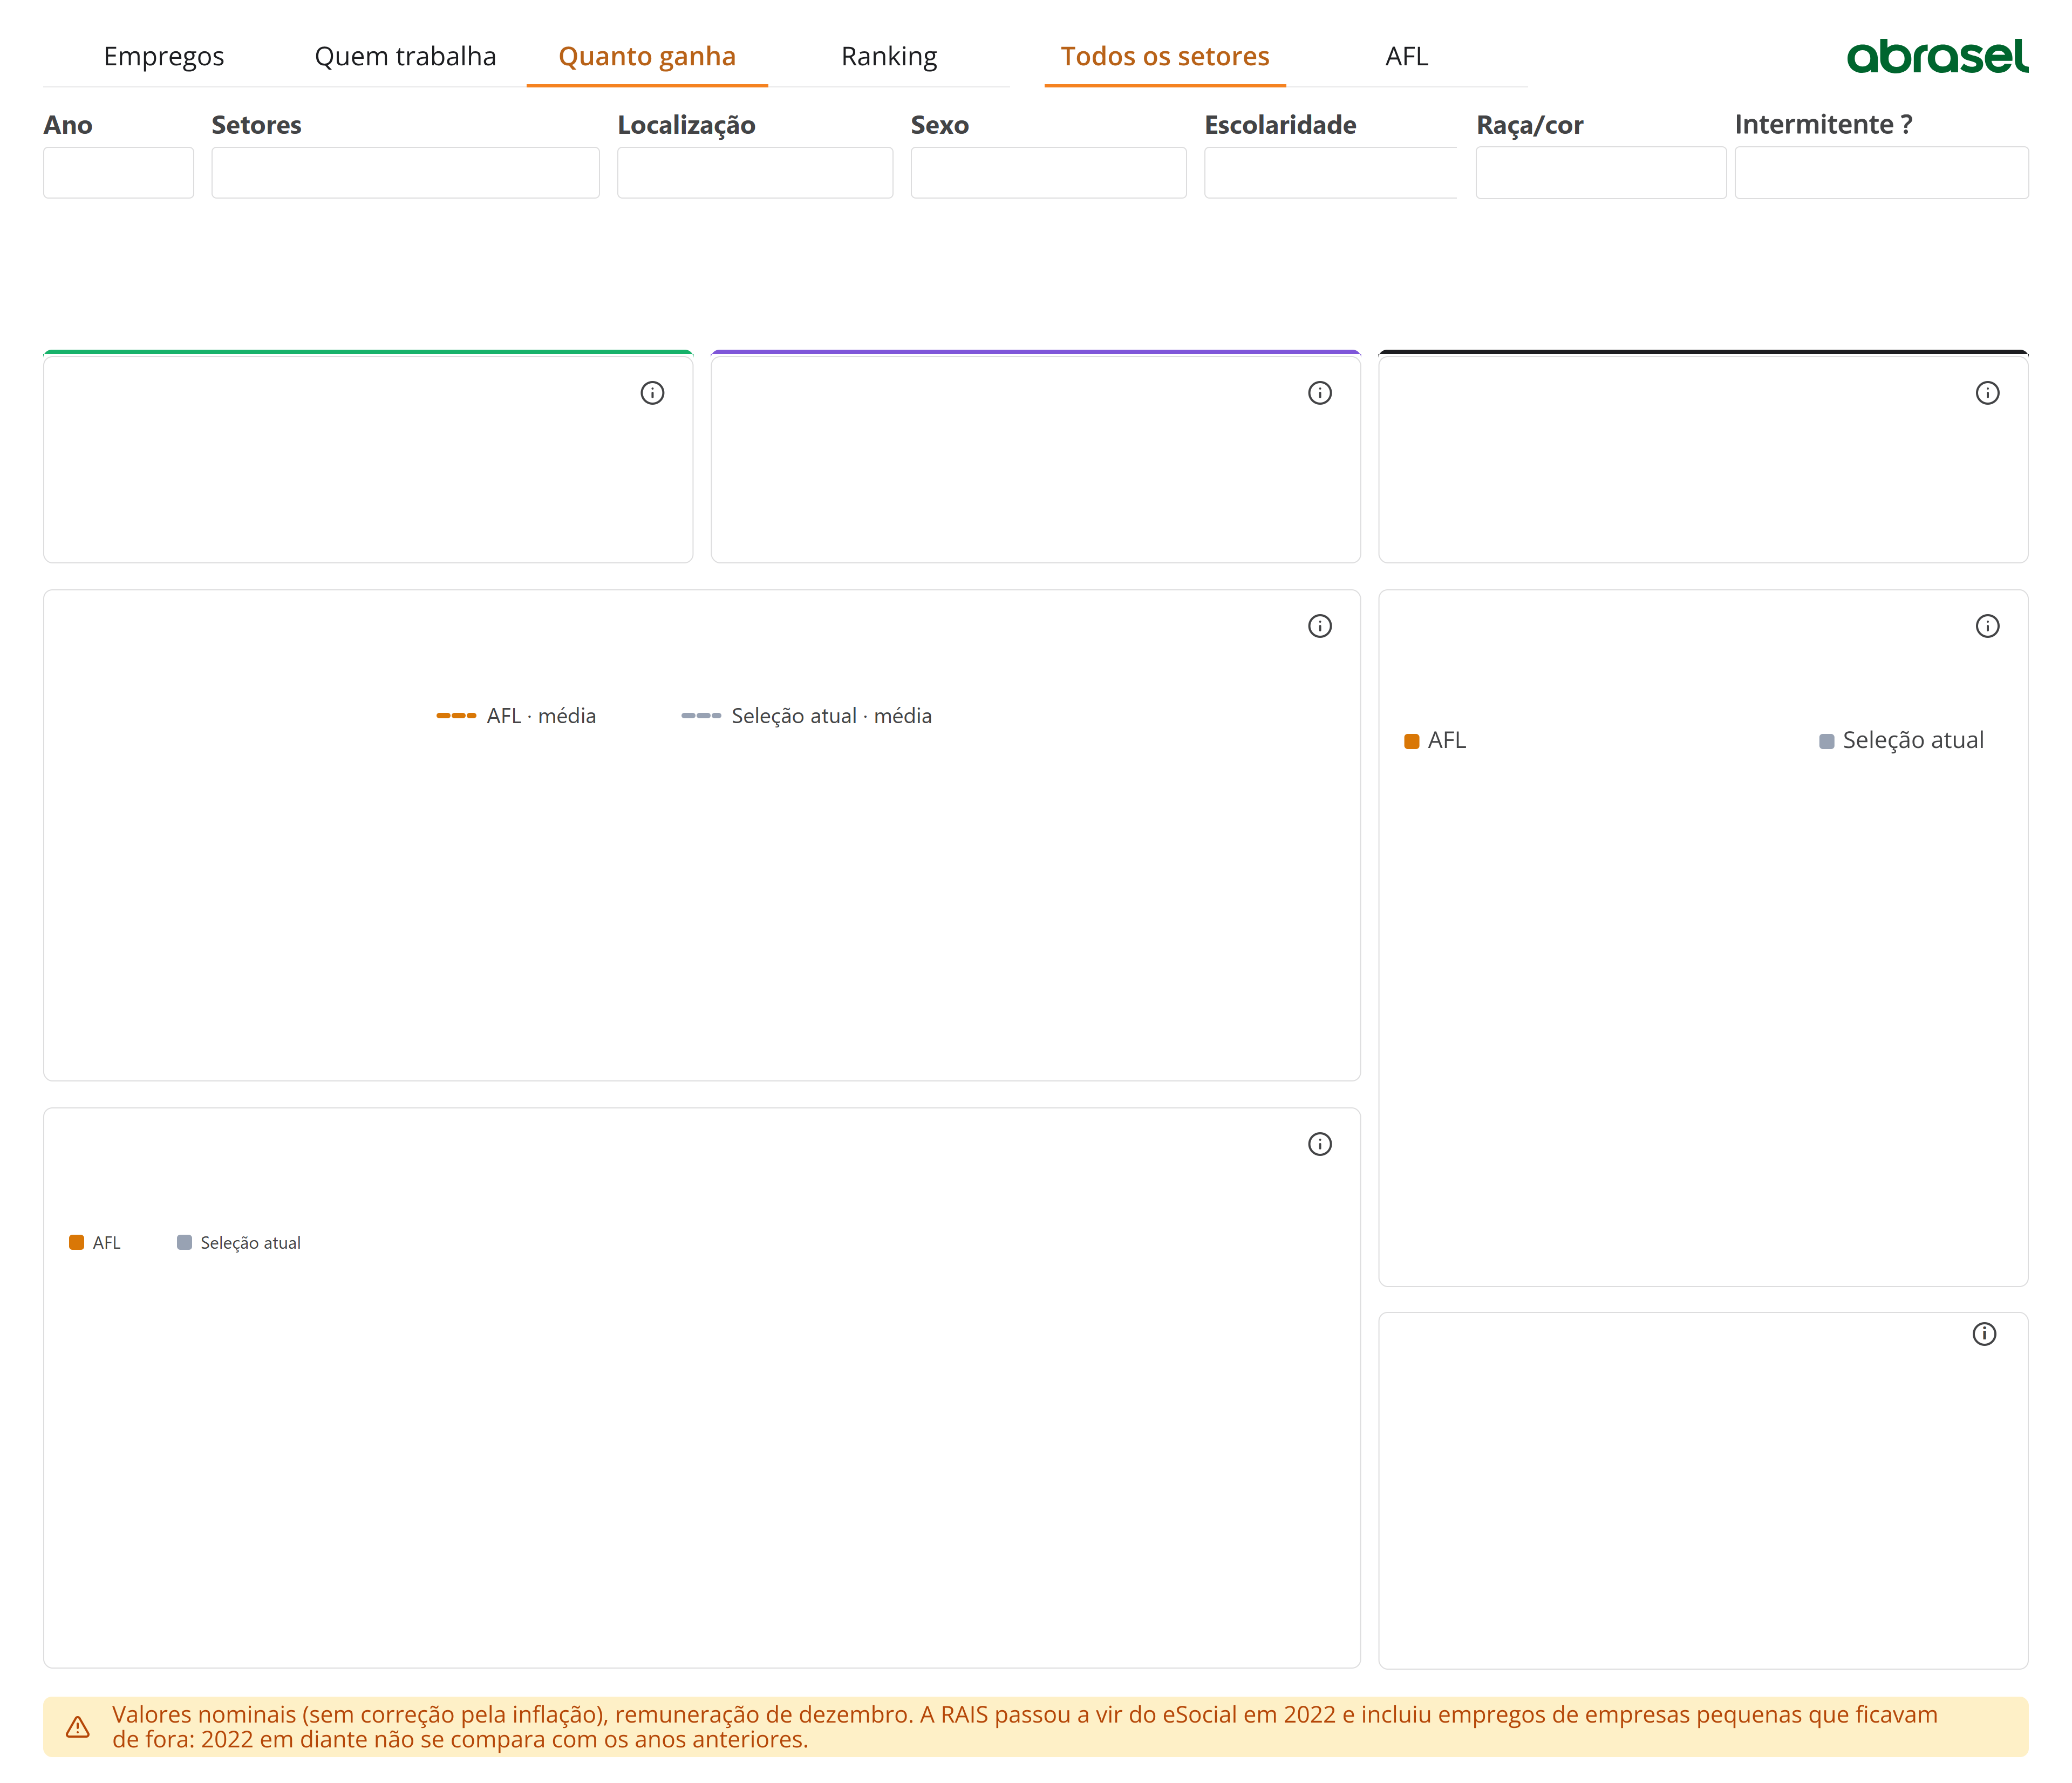 Empregos Quem trabalha Quanto ganha Ranking Todos os setores AFL abrasel
Ano Setores Localização Sexo Escolaridade Raça/cor Intermitente ?
AFL · média Seleção atual · média
AFL Seleção atual
AFL Seleção atual
Valores nominais (sem correção pela inflação), remuneração de dezembro. A RAIS passou a vir do eSocial em 2022 e incluiu empregos de empresas pequenas que ficavam
de fora: 2022 em diante não se compara com os anos anteriores.